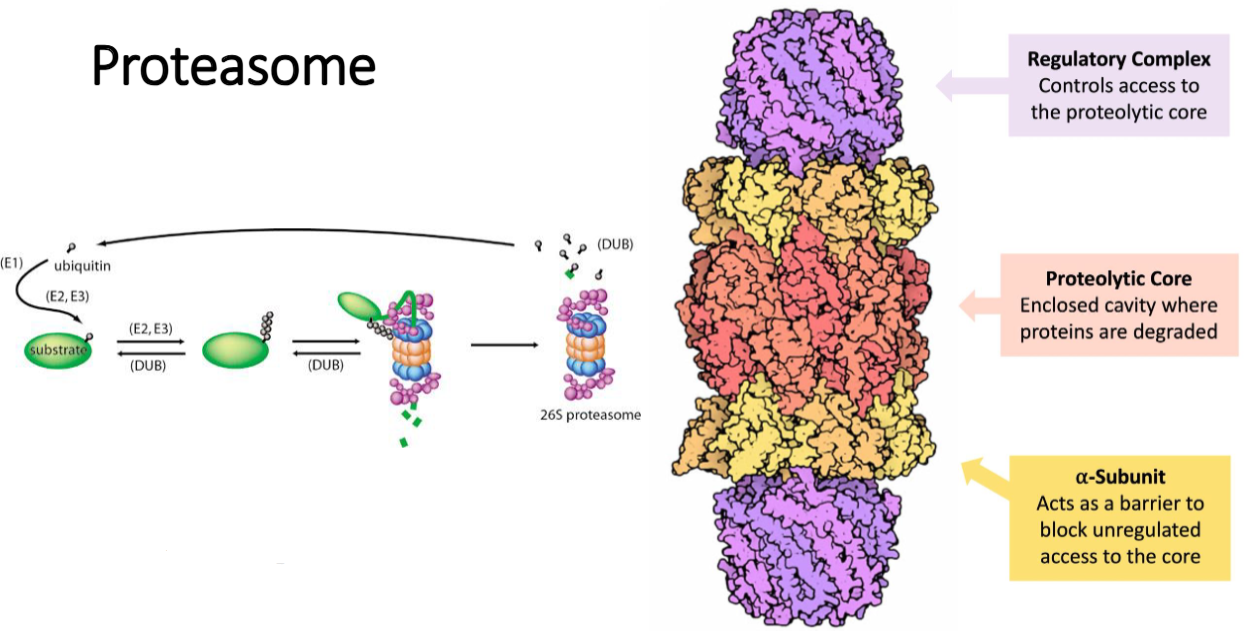 Proteasome
(E1)
ubiquitin
(E2, E3)
substrate
(E2, E3)
(DUB)
(DUB)
(DUB)
26S proteasome
Regulatory Complex
Controls access to
the proteolytic core
Proteolytic Core
Enclosed cavity where
proteins are degraded
α-Subunit
Acts as a barrier to
block unregulated
access to the core